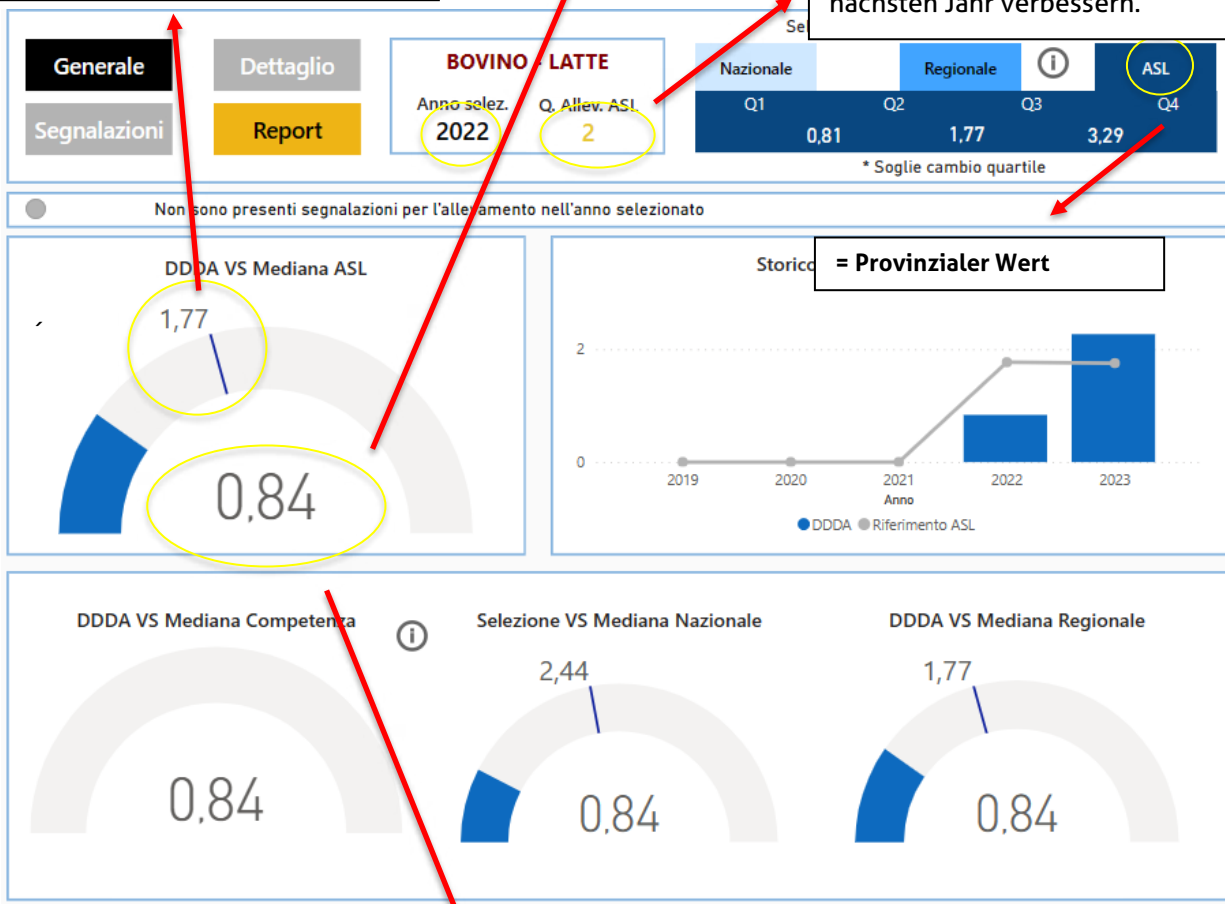 nächsten Jahr verbessern.
Generale
Dettaglio
Segnalazioni
Report
BOVINO - LATTE
Anno selez.
Q. Allev. ASL
2022
2
Nazionale
Regionale
ASL
Q1
Q2
Q3
Q4
0,81
1,77
3,29
* Soglie cambio quartile
Non sono presenti segnalazioni per l'allevamento nell'anno selezionato
DDDA VS Mediana ASL
1,77
0,84
Storico
= Provinzialer Wert
2
0
2019
2020
2021
2022
2023
Anno
DDDA
Riferimento ASL
DDDA VS Mediana Competenza
0,84
Selezione VS Mediana Nazionale
2,44
0,84
DDDA VS Mediana Regionale
1,77
0,84